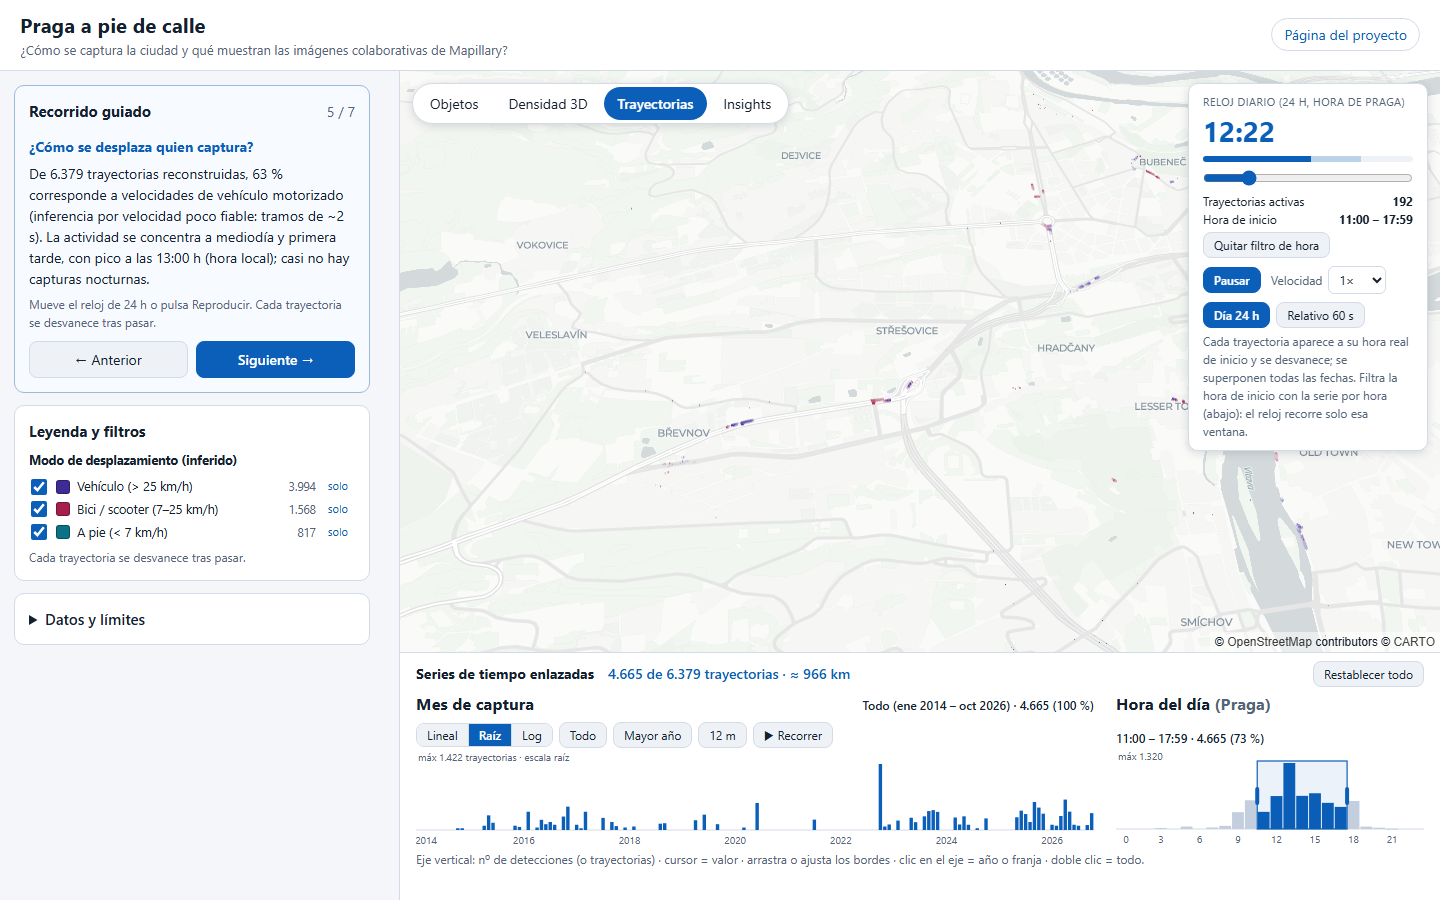 Praga a pie de calle
¿Cómo se captura la ciudad y qué muestran las imágenes colaborativas de Mapillary?
Página del proyecto
Recorrido guiado
5 / 7
¿Cómo se desplaza quien captura?
De 6.379 trayectorias reconstruidas, 63 %
corresponde a velocidades de vehículo motorizado
(inferencia por velocidad poco fiable: tramos de ~2
s). La actividad se concentra a mediodía y primera
tarde, con pico a las 13:00 h (hora local); casi no hay
capturas nocturnas.
Mueve el reloj de 24 h o pulsa Reproducir. Cada trayectoria
se desvanece tras pasar.
← Anterior
Siguiente →
Leyenda y filtros
Modo de desplazamiento (inferido)
Vehículo (> 25 km/h) 3.994 solo
Bici / scooter (7–25 km/h) 1.568 solo
A pie (< 7 km/h) 817 solo
Cada trayectoria se desvanece tras pasar.
▶ Datos y límites
Objetos
Densidad 3D
Trayectorias
Insights
DEJVICE
BUBENEČ
VOKOVICE
VELESLAVÍN
STŘEŠOVICE
HRADČANY
LESSER TO
BŘEVNOV
OLD TOWN
Vltava
NEW TOW
SMÍCHOV
© OpenStreetMap contributors © CARTO
RELOJ DIARIO (24 H, HORA DE PRAGA)
12:22
Trayectorias activas 192
Hora de inicio 11:00 – 17:59
Quitar filtro de hora
Pausar
Velocidad
1×
Día 24 h
Relativo 60 s
Cada trayectoria aparece a su hora real
de inicio y se desvanece; se
superponen todas las fechas. Filtra la
hora de inicio con la serie por hora
(abajo): el reloj recorre solo esa
ventana.
Series de tiempo enlazadas
4.665 de 6.379 trayectorias · ≈ 966 km
Restablecer todo
Mes de captura
Todo (ene 2014 – oct 2026) · 4.665 (100 %)
Lineal
Raíz
Log
Todo
Mayor año
12 m
▶ Recorrer
máx 1.422 trayectorias · escala raíz
2014 2016 2018 2020 2022 2024 2026
Hora del día (Praga)
11:00 – 17:59 · 4.665 (73 %)
máx 1.320
0 3 6 9 12 15 18 21
Eje vertical: nº de detecciones (o trayectorias) · cursor = valor · arrastra o ajusta los bordes · clic en el eje = año o franja · doble clic = todo.